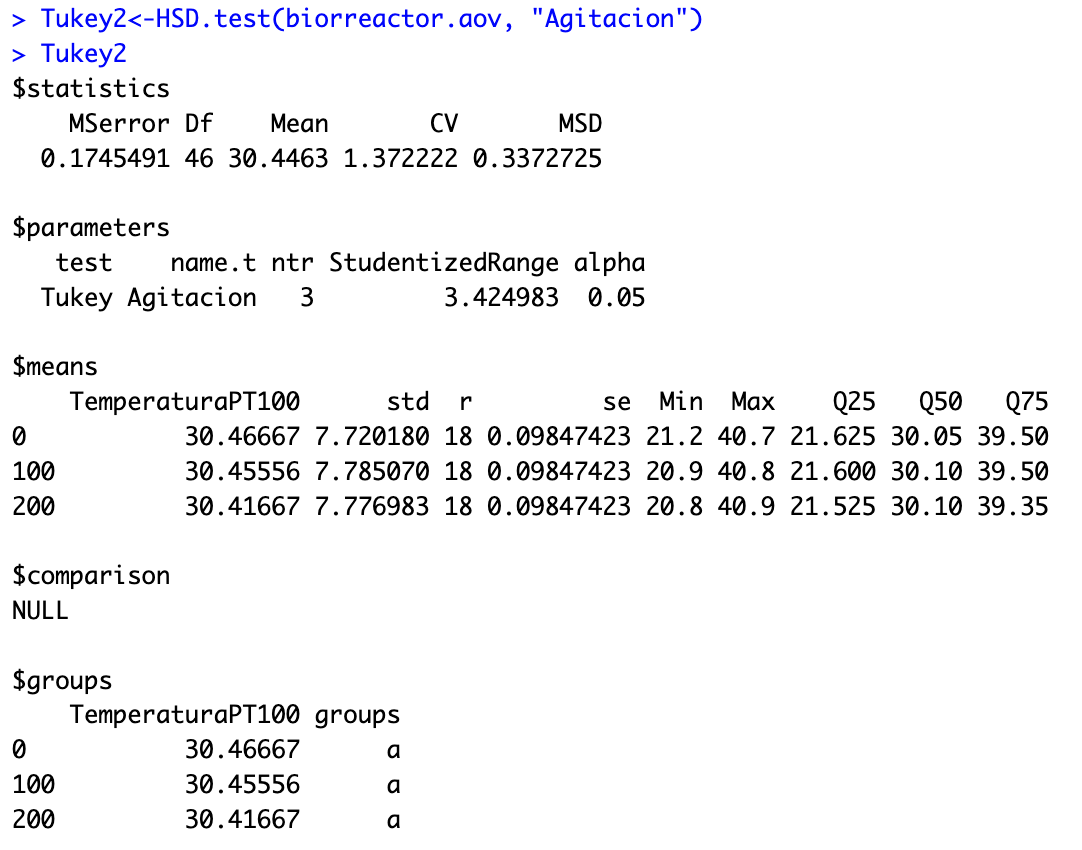 > Tukey2<-HSD.test(biorreactor.aov, "Agitacion")
> Tukey2
$statistics
    MSerror Df    Mean       CV       MSD
  0.1745491 46 30.4463 1.372222 0.3372725

$parameters
   test    name.t ntr StudentizedRange alpha
  Tukey Agitacion   3         3.424983  0.05

$means
    TemperaturaPT100      std  r         se  Min  Max    Q25   Q50   Q75
0           30.46667 7.720180 18 0.09847423 21.2 40.7 21.625 30.05 39.50
100         30.45556 7.785070 18 0.09847423 20.9 40.8 21.600 30.10 39.50
200         30.41667 7.776983 18 0.09847423 20.8 40.9 21.525 30.10 39.35

$comparison
NULL

$groups
    TemperaturaPT100 groups
0           30.46667      a
100         30.45556      a
200         30.41667      a